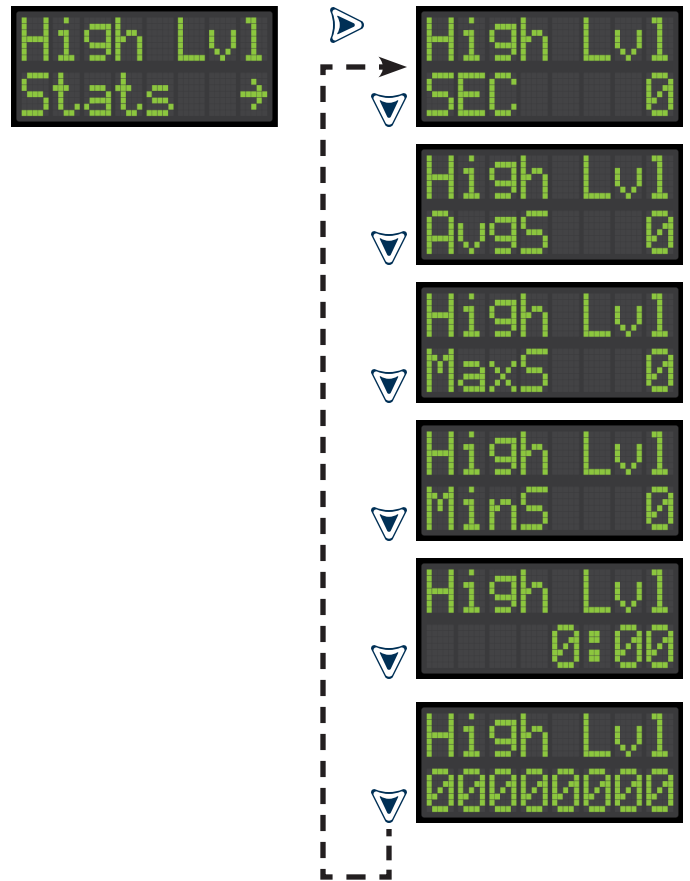 High Lvl
Stats →
High Lvl
SEC 0
High Lvl
AvgS 0
High Lvl
MaxS 0
High Lvl
MinS 0
High Lvl
0:00
High Lvl
00000000